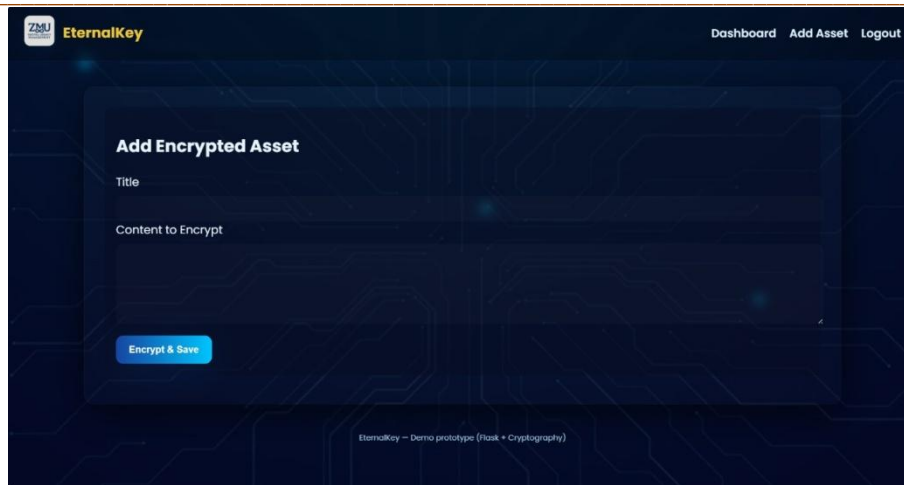 ZMU
EternalKey
Dashboard Add Asset Logout
Add Encrypted Asset
Title
Content to Encrypt
Encrypt & Save
EternalKey — Demo prototype (Flask + Cryptography)